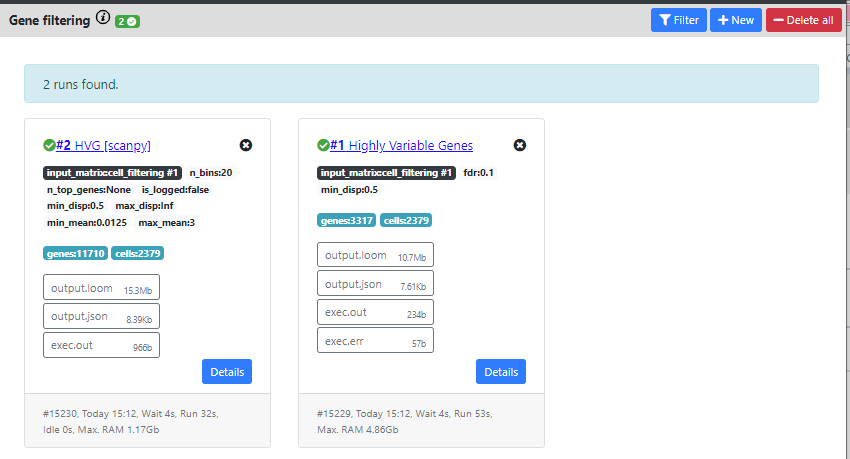 Gene filtering 2
Filter New Delete all
2 runs found.
#2 HVG [scanpy]
input_matrix:cell_filtering #1 n_bins:20
n_top_genes:None is_logged:false
min_disp:0.5 max_disp:Inf
min_mean:0.0125 max_mean:3
genes:11710 cells:2379
output.loom 15.3Mb
output.json 8.39Kb
exec.out 966b
Details
#15230, Today 15:12, Wait 4s, Run 32s,
Idle 0s, Max. RAM 1.17Gb
#1 Highly Variable Genes
input_matrix:cell_filtering #1 fdr:0.1
min_disp:0.5
genes:3317 cells:2379
output.loom 10.7Mb
output.json 7.61Kb
exec.out 234b
exec.err 57b
Details
#15229, Today 15:12, Wait 4s, Run 53s,
Max. RAM 4.86Gb